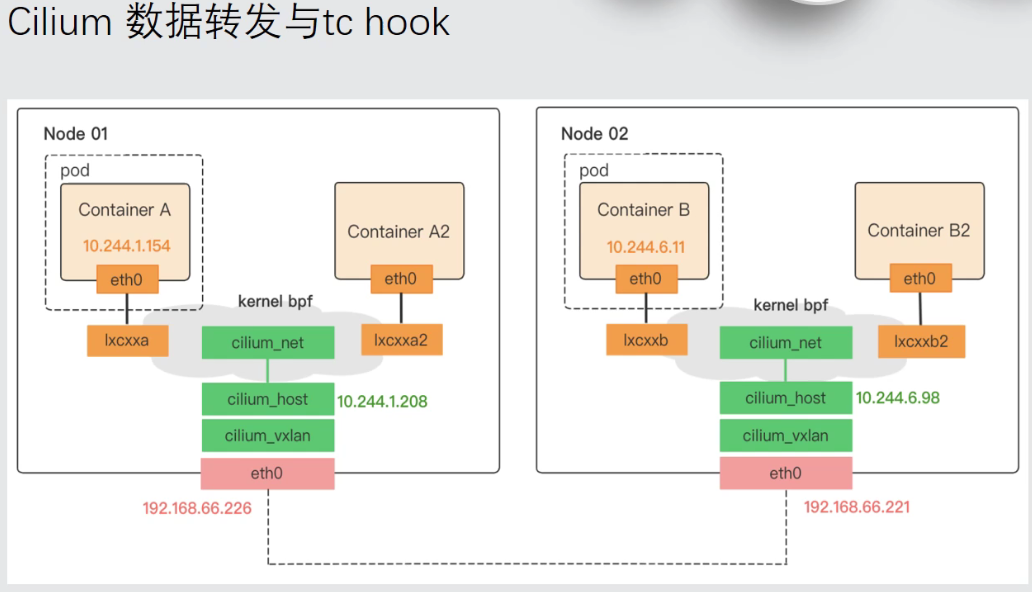 Cilium 数据转发与tc hook
Node 01
pod
Container A
10.244.1.154
eth0
Container A2
eth0
kernel bpf
lxcxxa
cilium_net
lxcxxa2
cilium_host
10.244.1.208
cilium_vxlan
eth0
192.168.66.226
Node 02
pod
Container B
10.244.6.11
eth0
Container B2
eth0
kernel bpf
lxcxxb
cilium_net
lxcxxb2
cilium_host
10.244.6.98
cilium_vxlan
eth0
192.168.66.221